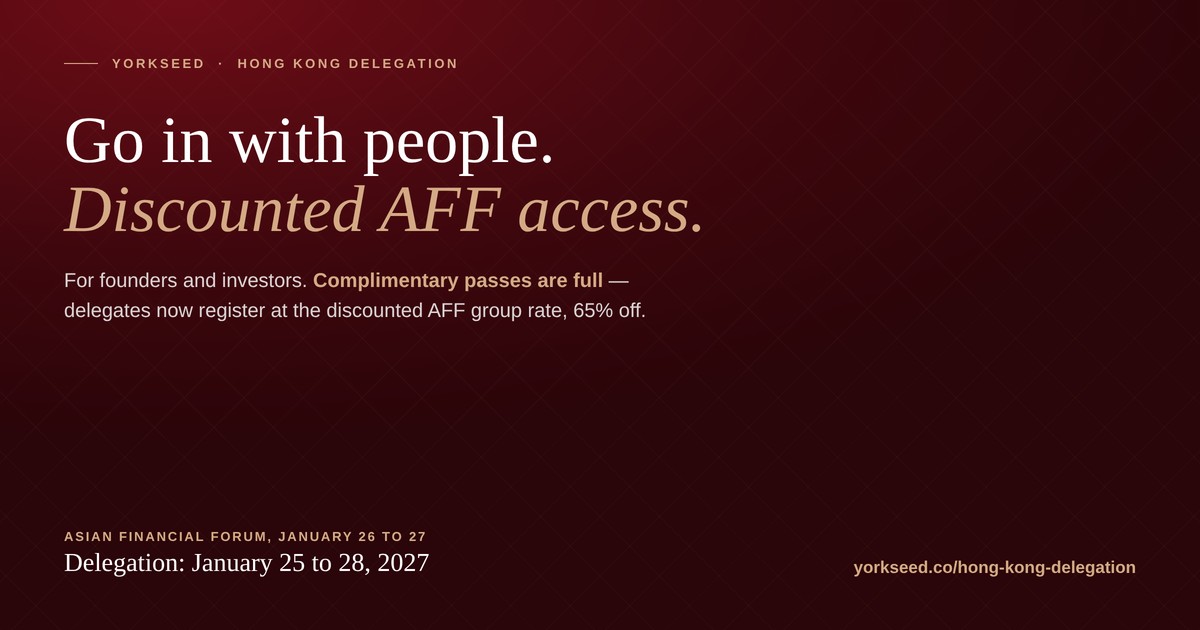 YORKSEED · HONG KONG DELEGATION
Go in with people.
Discounted AFF access.
For founders and investors. Complimentary passes are full —
delegates now register at the discounted AFF group rate, 65% off.
ASIAN FINANCIAL FORUM, JANUARY 26 TO 27
Delegation: January 25 to 28, 2027
yorkseed.co/hong-kong-delegation